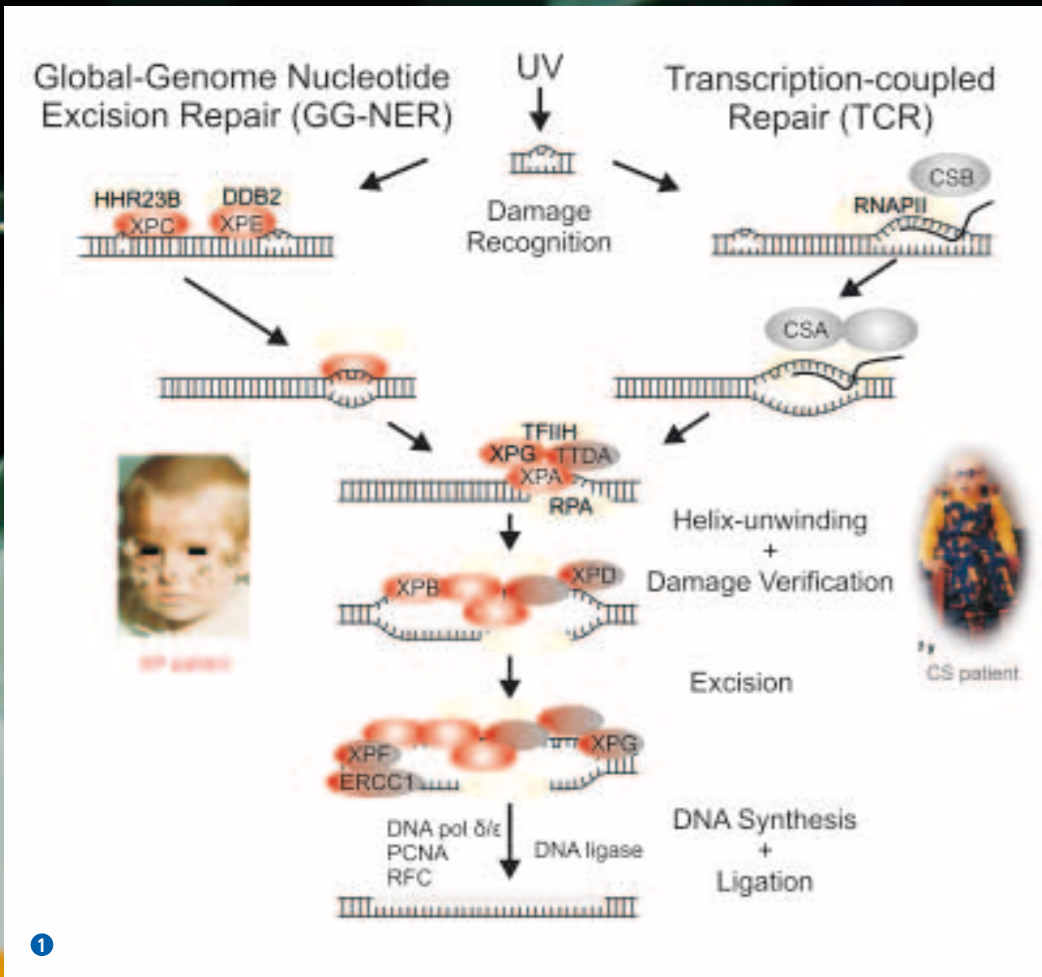 Global-Genome Nucleotide
Excision Repair (GG-NER)
UV
Transcription-coupled
Repair (TCR)
HHR23B
DDB2
XPC
XPE
Damage
Recognition
CSB
RNAPII
CSA
TFIIH
XPG
TTDA
XPA
RPA
Helix-unwinding
+
Damage Verification
XPB
XPD
XP patient
CS patient
Excision
XPF
XPG
ERCC1
DNA pol δ/ε
PCNA
RFC
DNA ligase
DNA Synthesis
+
Ligation
1